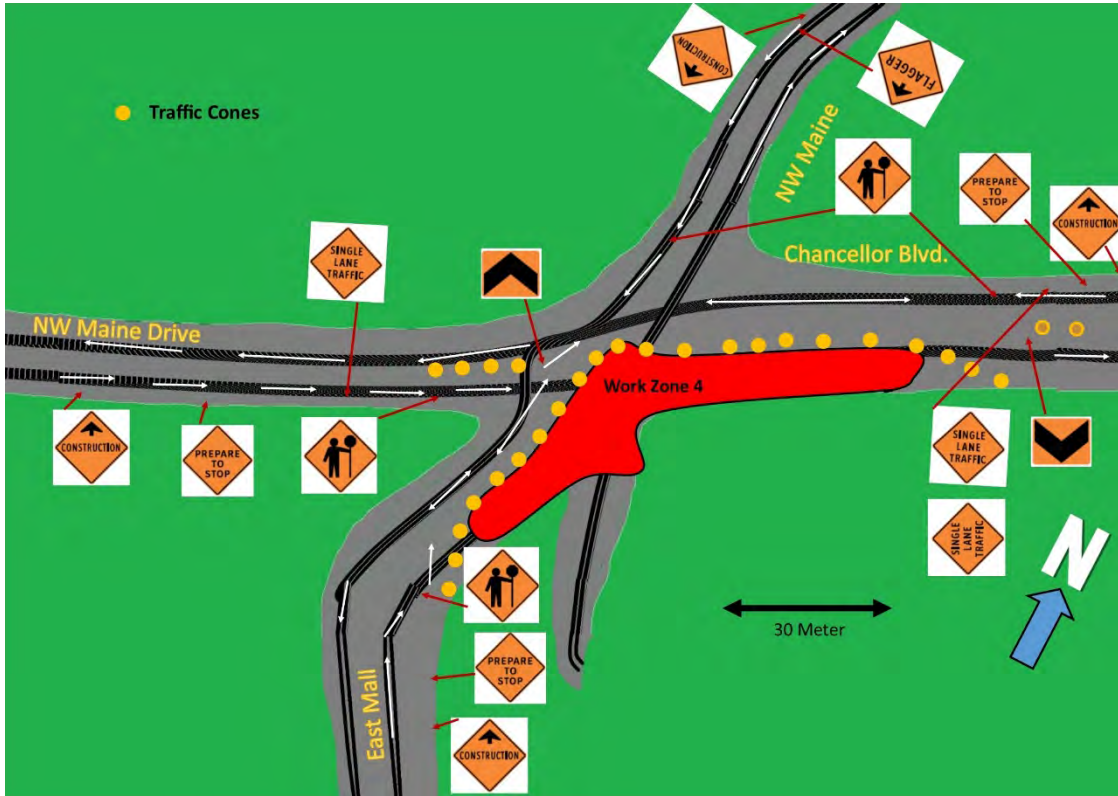 CONSTRUCTION
FLAGGER
Traffic Cones
NW Maine
PREPARE
TO
STOP
CONSTRUCTION
SINGLE
LANE
TRAFFIC
Chancellor Blvd.
NW Maine Drive
Work Zone 4
CONSTRUCTION
PREPARE
TO
STOP
SINGLE
LANE
TRAFFIC
SINGLE
LANE
TRAFFIC
N
30 Meter
PREPARE
TO
STOP
East Mall
CONSTRUCTION